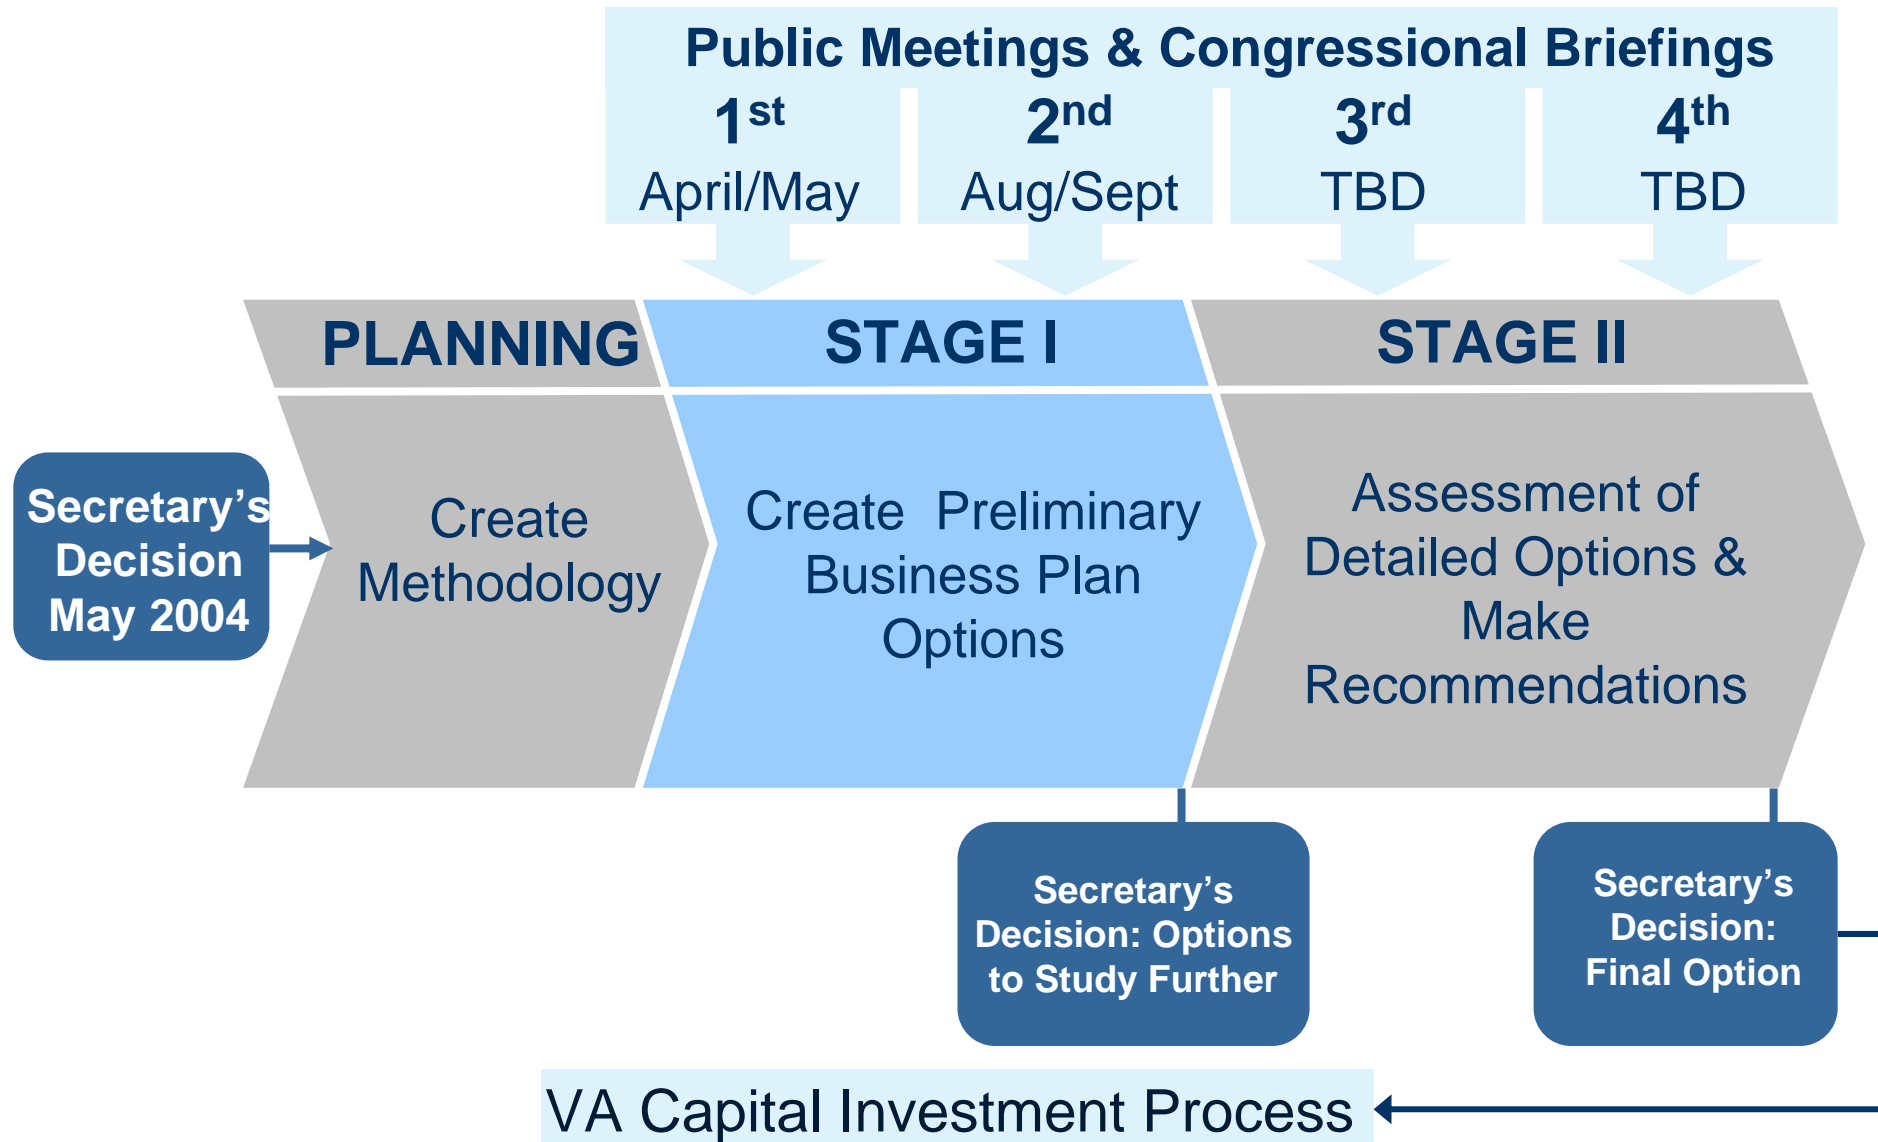 Public Meetings & Congressional Briefings
1st
April/May
2nd
Aug/Sept
3rd
TBD
4th
TBD
PLANNING
STAGE I
STAGE II
Secretary’s
Decision
May 2004
Create
Methodology
Create Preliminary
Business Plan
Options
Assessment of
Detailed Options &
Make
Recommendations
Secretary’s
Decision: Options
to Study Further
Secretary’s
Decision:
Final Option
VA Capital Investment Process